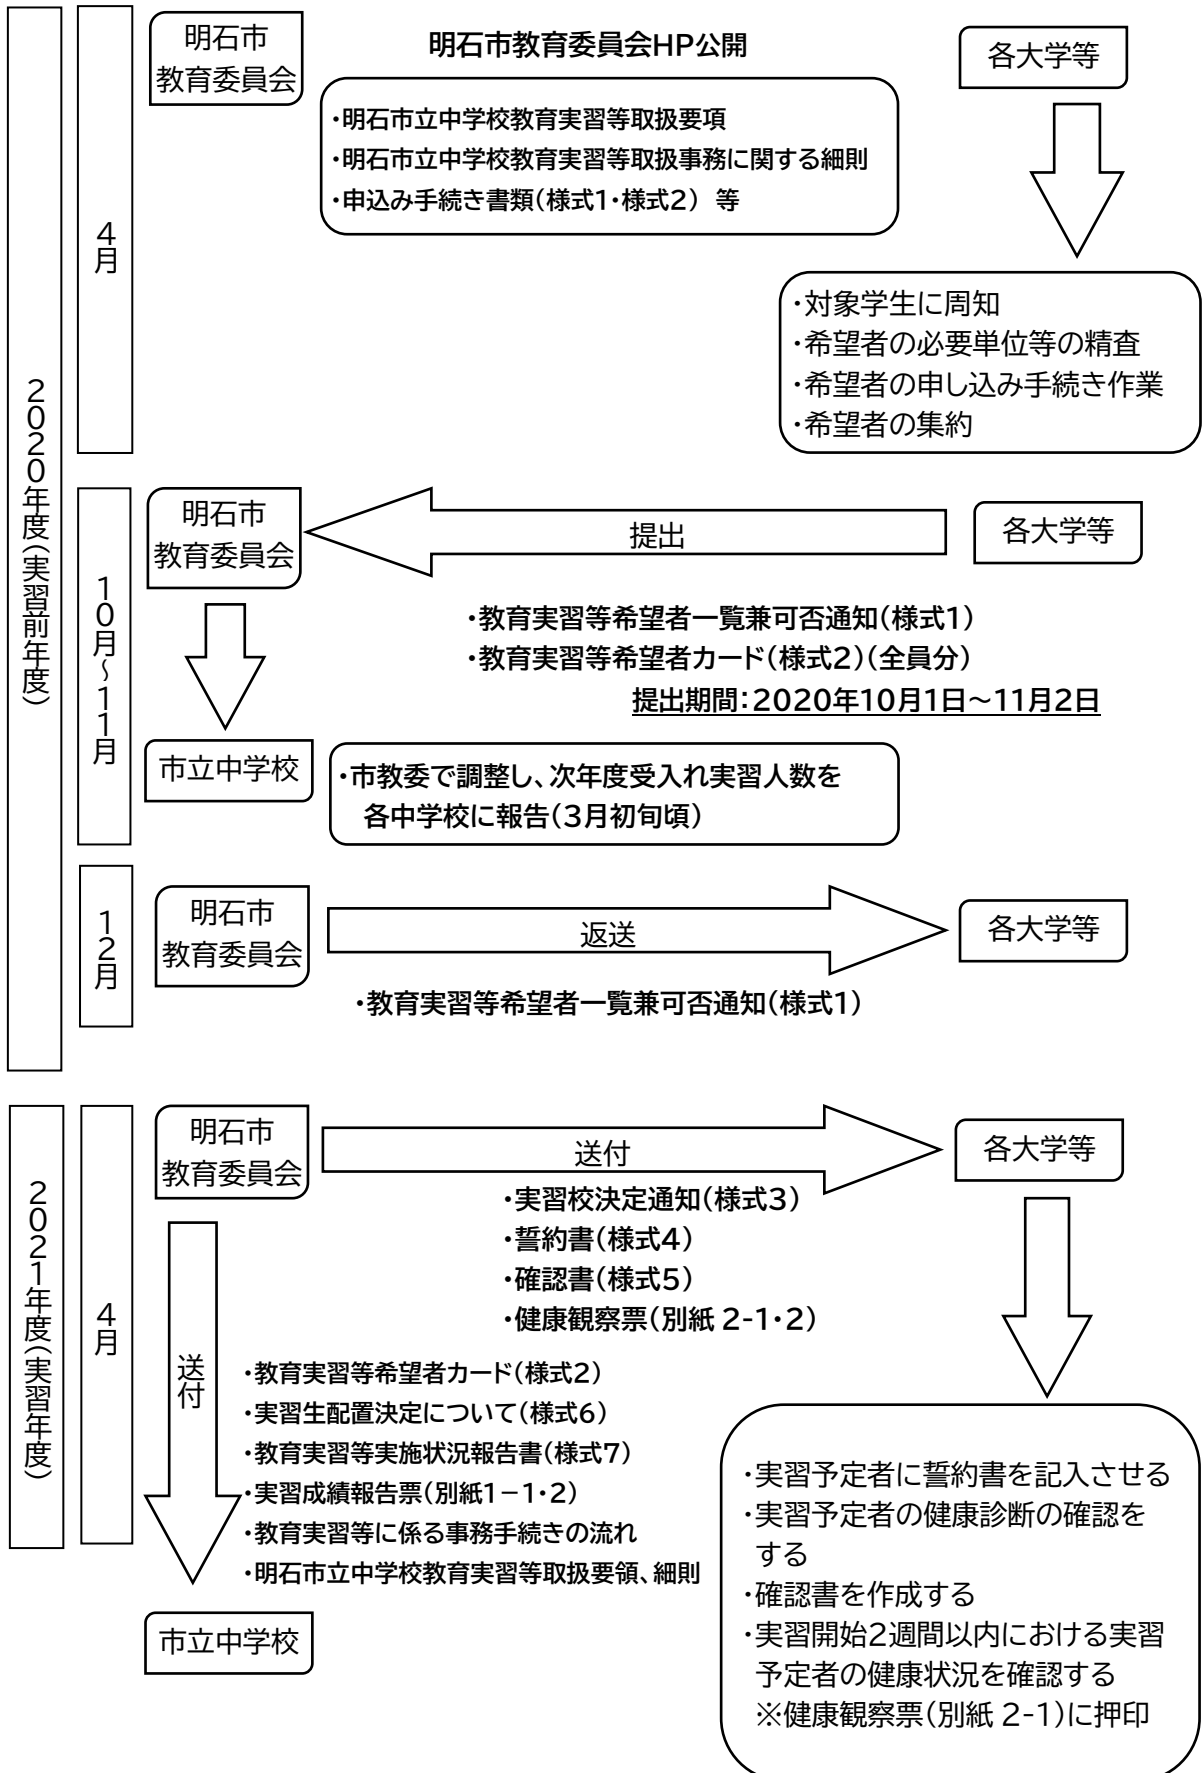 2020年度(実習前年度)
4月
明石市
教育委員会
明石市教育委員会HP公開
・明石市立中学校教育実習等取扱要項
・明石市立中学校教育実習等取扱事務に関する細則
・申込み手続き書類(様式1・様式2) 等
各大学等
・対象学生に周知
・希望者の必要単位等の精査
・希望者の申し込み手続き作業
・希望者の集約
10月~11月
明石市
教育委員会
提出
各大学等
・教育実習等希望者一覧兼可否通知(様式1)
・教育実習等希望者カード(様式2)(全員分)
提出期間:2020年10月1日~11月2日
市立中学校
・市教委で調整し、次年度受入れ実習人数を
各中学校に報告(3月初旬頃)
12月
明石市
教育委員会
返送
各大学等
・教育実習等希望者一覧兼可否通知(様式1)
2021年度(実習年度)
4月
明石市
教育委員会
送付
各大学等
・実習校決定通知(様式3)
・誓約書(様式4)
・確認書(様式5)
・健康観察票(別紙 2-1・2)
送付
・教育実習等希望者カード(様式2)
・実習生配置決定について(様式6)
・教育実習等実施状況報告書(様式7)
・実習成績報告票(別紙1-1・2)
・教育実習等に係る事務手続きの流れ
・明石市立中学校教育実習等取扱要領、細則
市立中学校
・実習予定者に誓約書を記入させる
・実習予定者の健康診断の確認を
する
・確認書を作成する
・実習開始2週間以内における実習
予定者の健康状況を確認する
※健康観察票(別紙 2-1)に押印